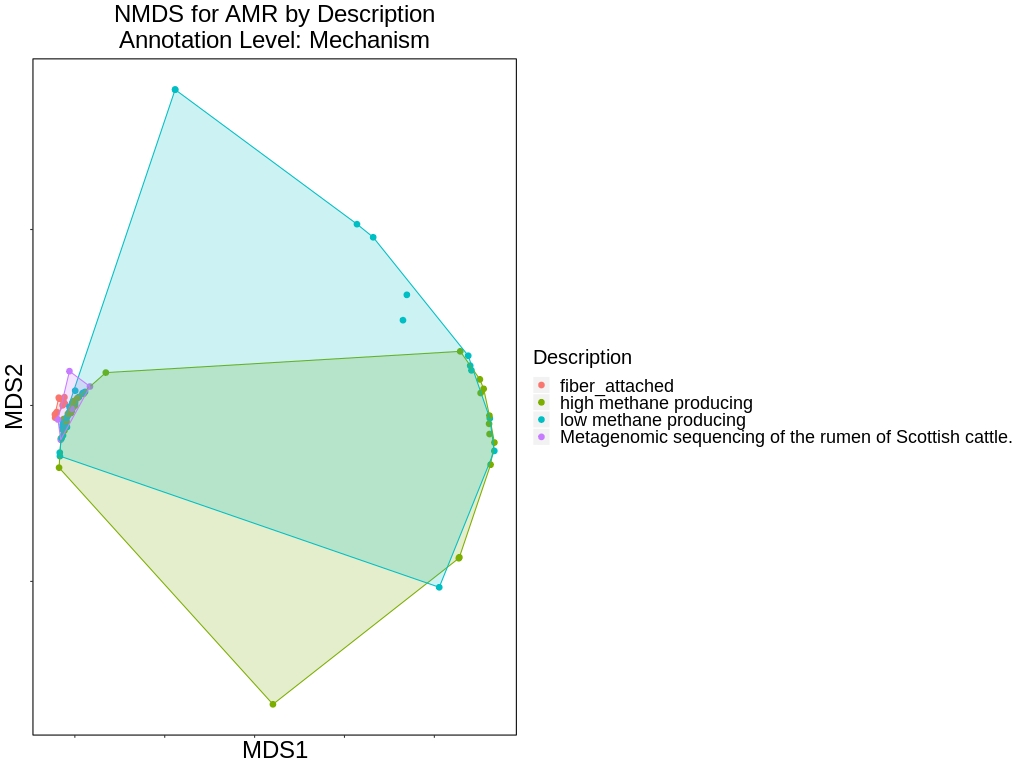 NMDS for AMR by Description
Annotation Level: Mechanism
MDS2
MDS1
Description
fiber_attached
high methane producing
low methane producing
Metagenomic sequencing of the rumen of Scottish cattle.